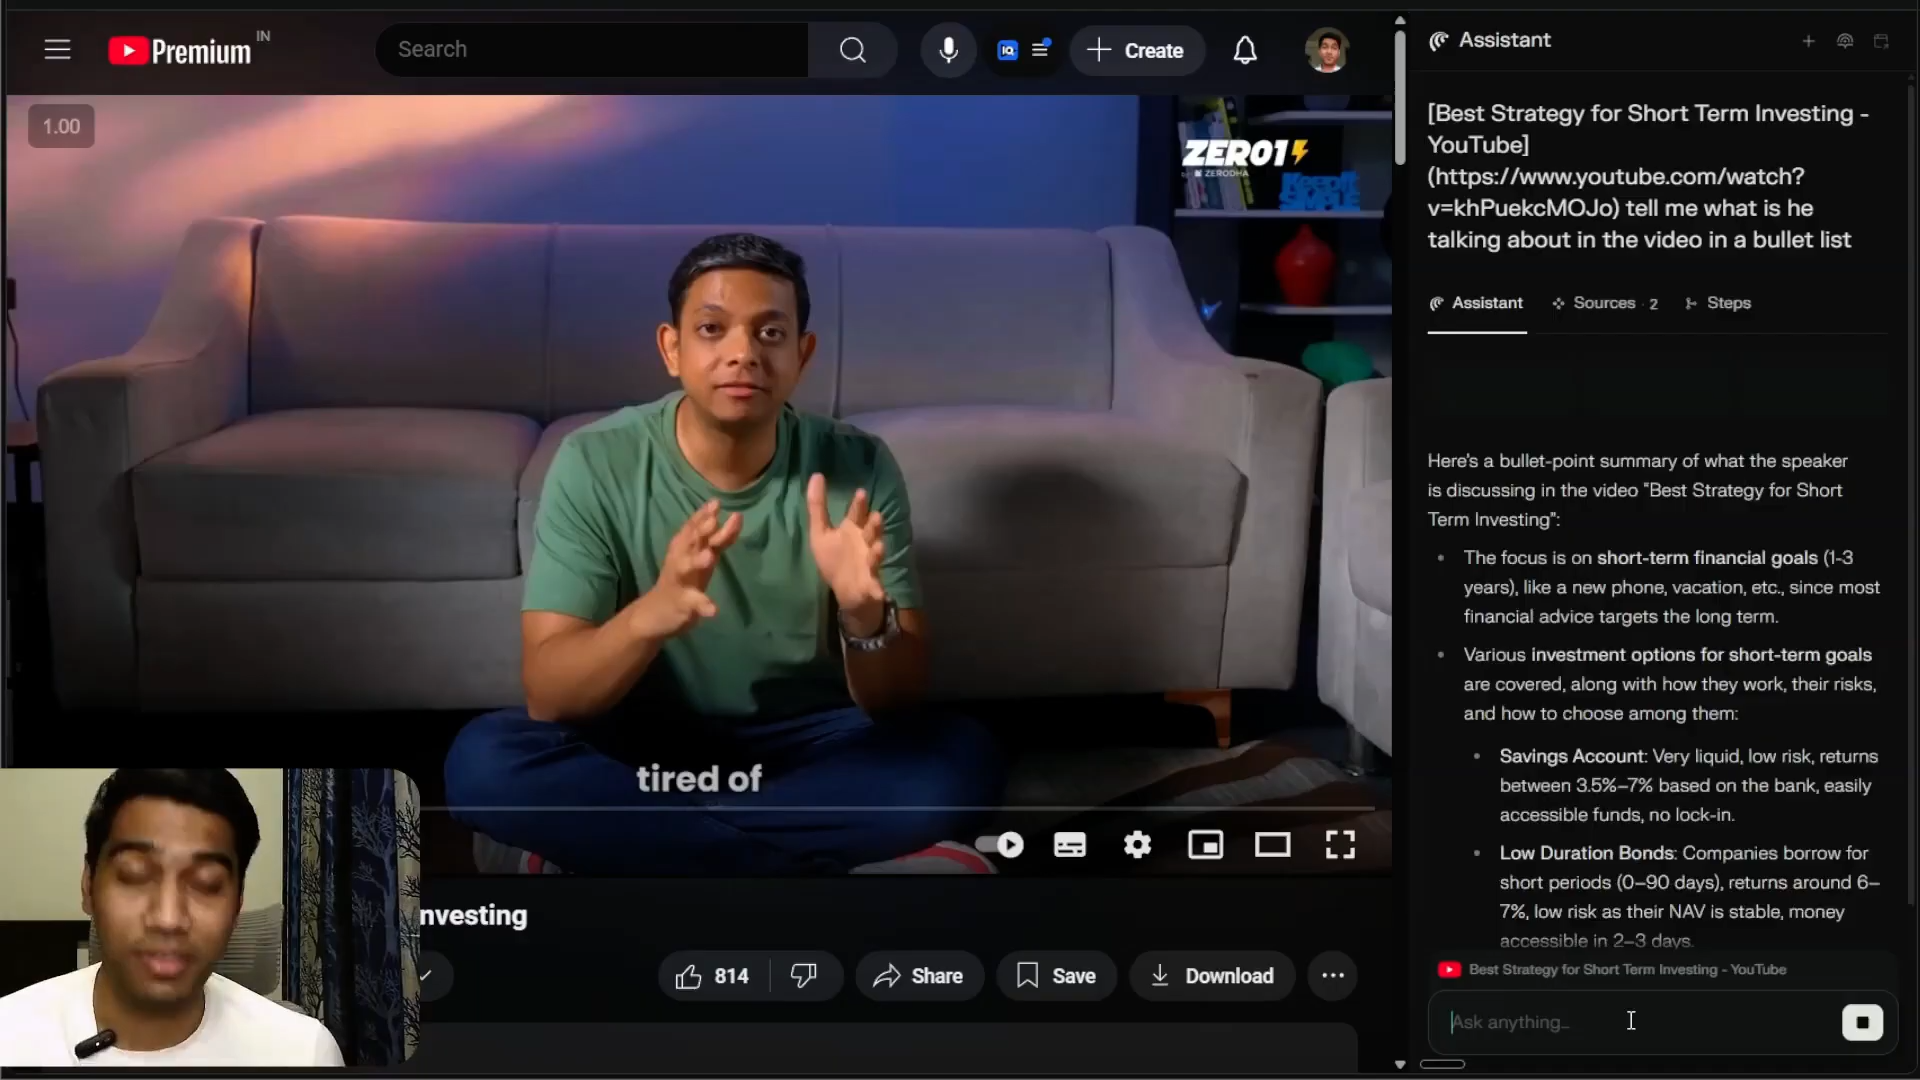 Premium IN
Search
IQ
Create
Assistant
1.00
ZERO1
by ZERODHA
Keep it
SIMPLE
[Best Strategy for Short Term Investing -
YouTube]
(https://www.youtube.com/watch?
v=khPuekcMOJo) tell me what is he
talking about in the video in a bullet list
Assistant
Sources · 2
Steps
Here's a bullet-point summary of what the speaker
is discussing in the video "Best Strategy for Short
Term Investing":
• The focus is on short-term financial goals (1-3
years), like a new phone, vacation, etc., since most
financial advice targets the long term.
• Various investment options for short-term goals
are covered, along with how they work, their risks,
and how to choose among them:
• Savings Account: Very liquid, low risk, returns
between 3.5%–7% based on the bank, easily
accessible funds, no lock-in.
• Low Duration Bonds: Companies borrow for
short periods (0–90 days), returns around 6–
7%, low risk as their NAV is stable, money
accessible in 2–3 days.
tired of
nvesting
814
Share
Save
Download
Best Strategy for Short Term Investing - YouTube
Ask anything…